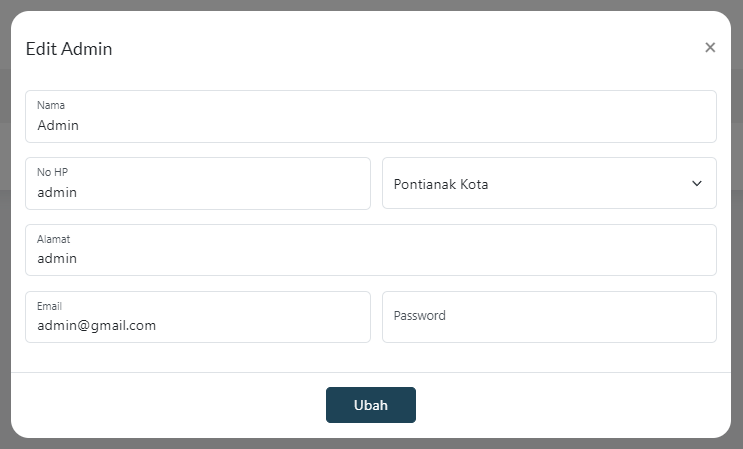 Edit Admin
×
Nama
Admin
No HP
admin
Pontianak Kota
Alamat
admin
Email
admin@gmail.com
Password
Ubah